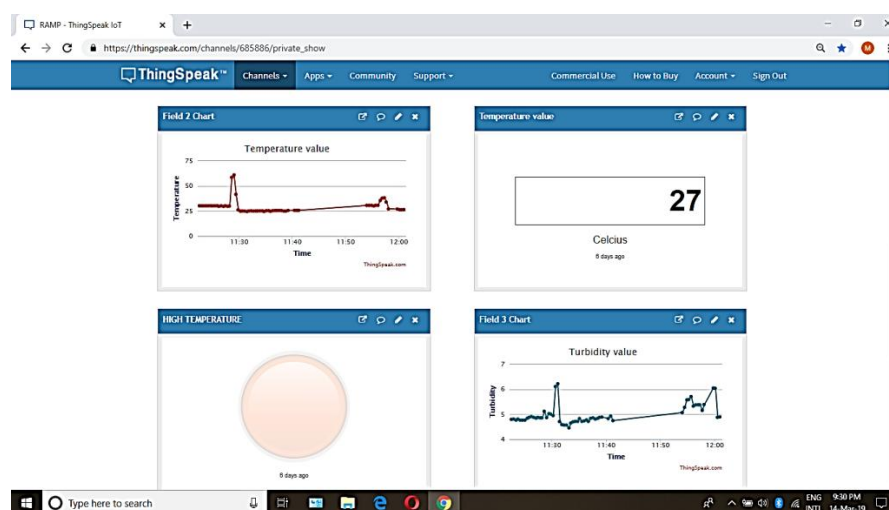 RAMP - ThingSpeak IoT
https://thingspeak.com/channels/685886/private_show
M
ThingSpeak™ Channels Apps Community Support Commercial Use How to Buy Account Sign Out
Field 2 Chart
Temperature value
Temperature
75
50
25
0
11:30 11:40 11:50 12:00
Time
ThingSpeak.com
Temperature value
27
Celcius
6 days ago
HIGH TEMPERATURE
6 days ago
Field 3 Chart
Turbidity value
Turbidity
7
6
5
4
11:30 11:40 11:50 12:00
Time
ThingSpeak.com
Type here to search
ENG 9:30 PM
INTL 14-Mar-19